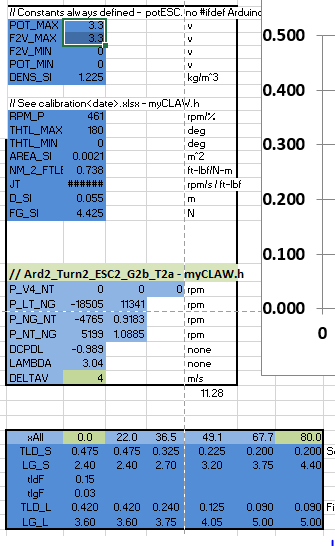 // Constants always defined - potESC. no #ifdef Arduino
POT_MAX 3.3 v
F2V_MAX 3.3 v
F2V_MIN 0 v
POT_MIN 0 v
DENS_SI 1.225 kg/m^3
// See calibration<date>.xlsx - myCLAW.h
RPM_P 461 rpm/%
THTL_MAX 180 deg
THTL_MIN 0 deg
AREA_SI 0.0021 m^2
NM_2_FTLE 0.738 ft-lbf/N-m
JT ###### rpm/s / ft-lbf
D_SI 0.055 m
FG_SI 4.425 N
// Ard2_Turn2_ESC2_G2b_T2a - myCLAW.h
P_V4_NT 0 0 0 rpm
P_LT_NG -18505 11341 rpm
P_NG_NT -4765 0.9183 rpm
P_NT_NG 5199 1.0885 rpm
DCPDL -0.989 none
LAMBDA 3.04 none
DELTAV 4 m/s
11.28
xAll 0.0 22.0 36.5 49.1 67.7 80.0
TLD_S 0.475 0.475 0.325 0.225 0.200 0.200 Se
LG_S 2.40 2.40 2.70 3.20 3.75 4.40
tldF 0.15
tlgF 0.03
TLD_L 0.420 0.420 0.240 0.125 0.090 0.090 Fi
LG_L 3.60 3.60 3.75 4.05 5.00 5.00
0.500
0.400
0.300
0.200
0.100
0.000
0